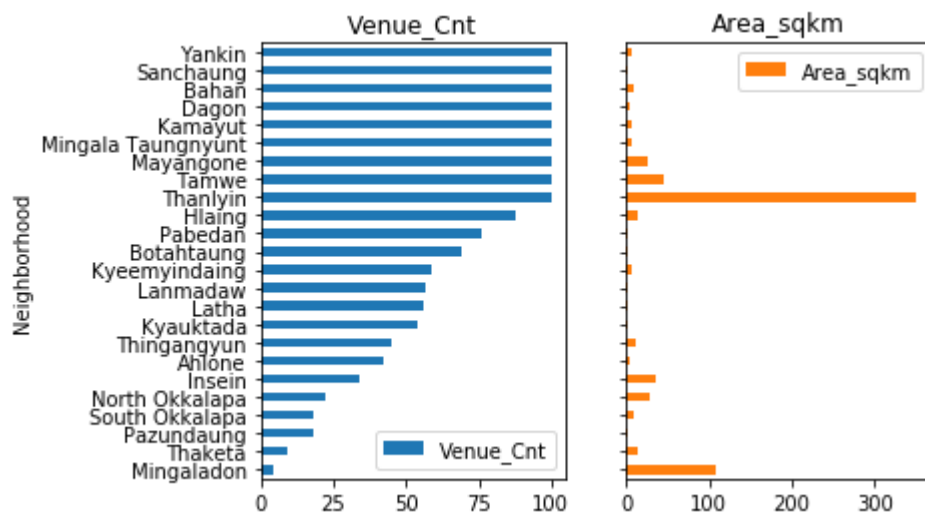 Venue_Cnt
Area_sqkm
Neighborhood
Yankin
Sanchaung
Bahan
Dagon
Kamayut
Mingala Taungnyunt
Mayangone
Tamwe
Thanlyin
Hlaing
Pabedan
Botahtaung
Kyeemyindaing
Lanmadaw
Latha
Kyauktada
Thingangyun
Ahlone
Insein
North Okkalapa
South Okkalapa
Pazundaung
Thaketa
Mingaladon
Venue_Cnt
0 25 50 75 100
Area_sqkm
0 100 200 300